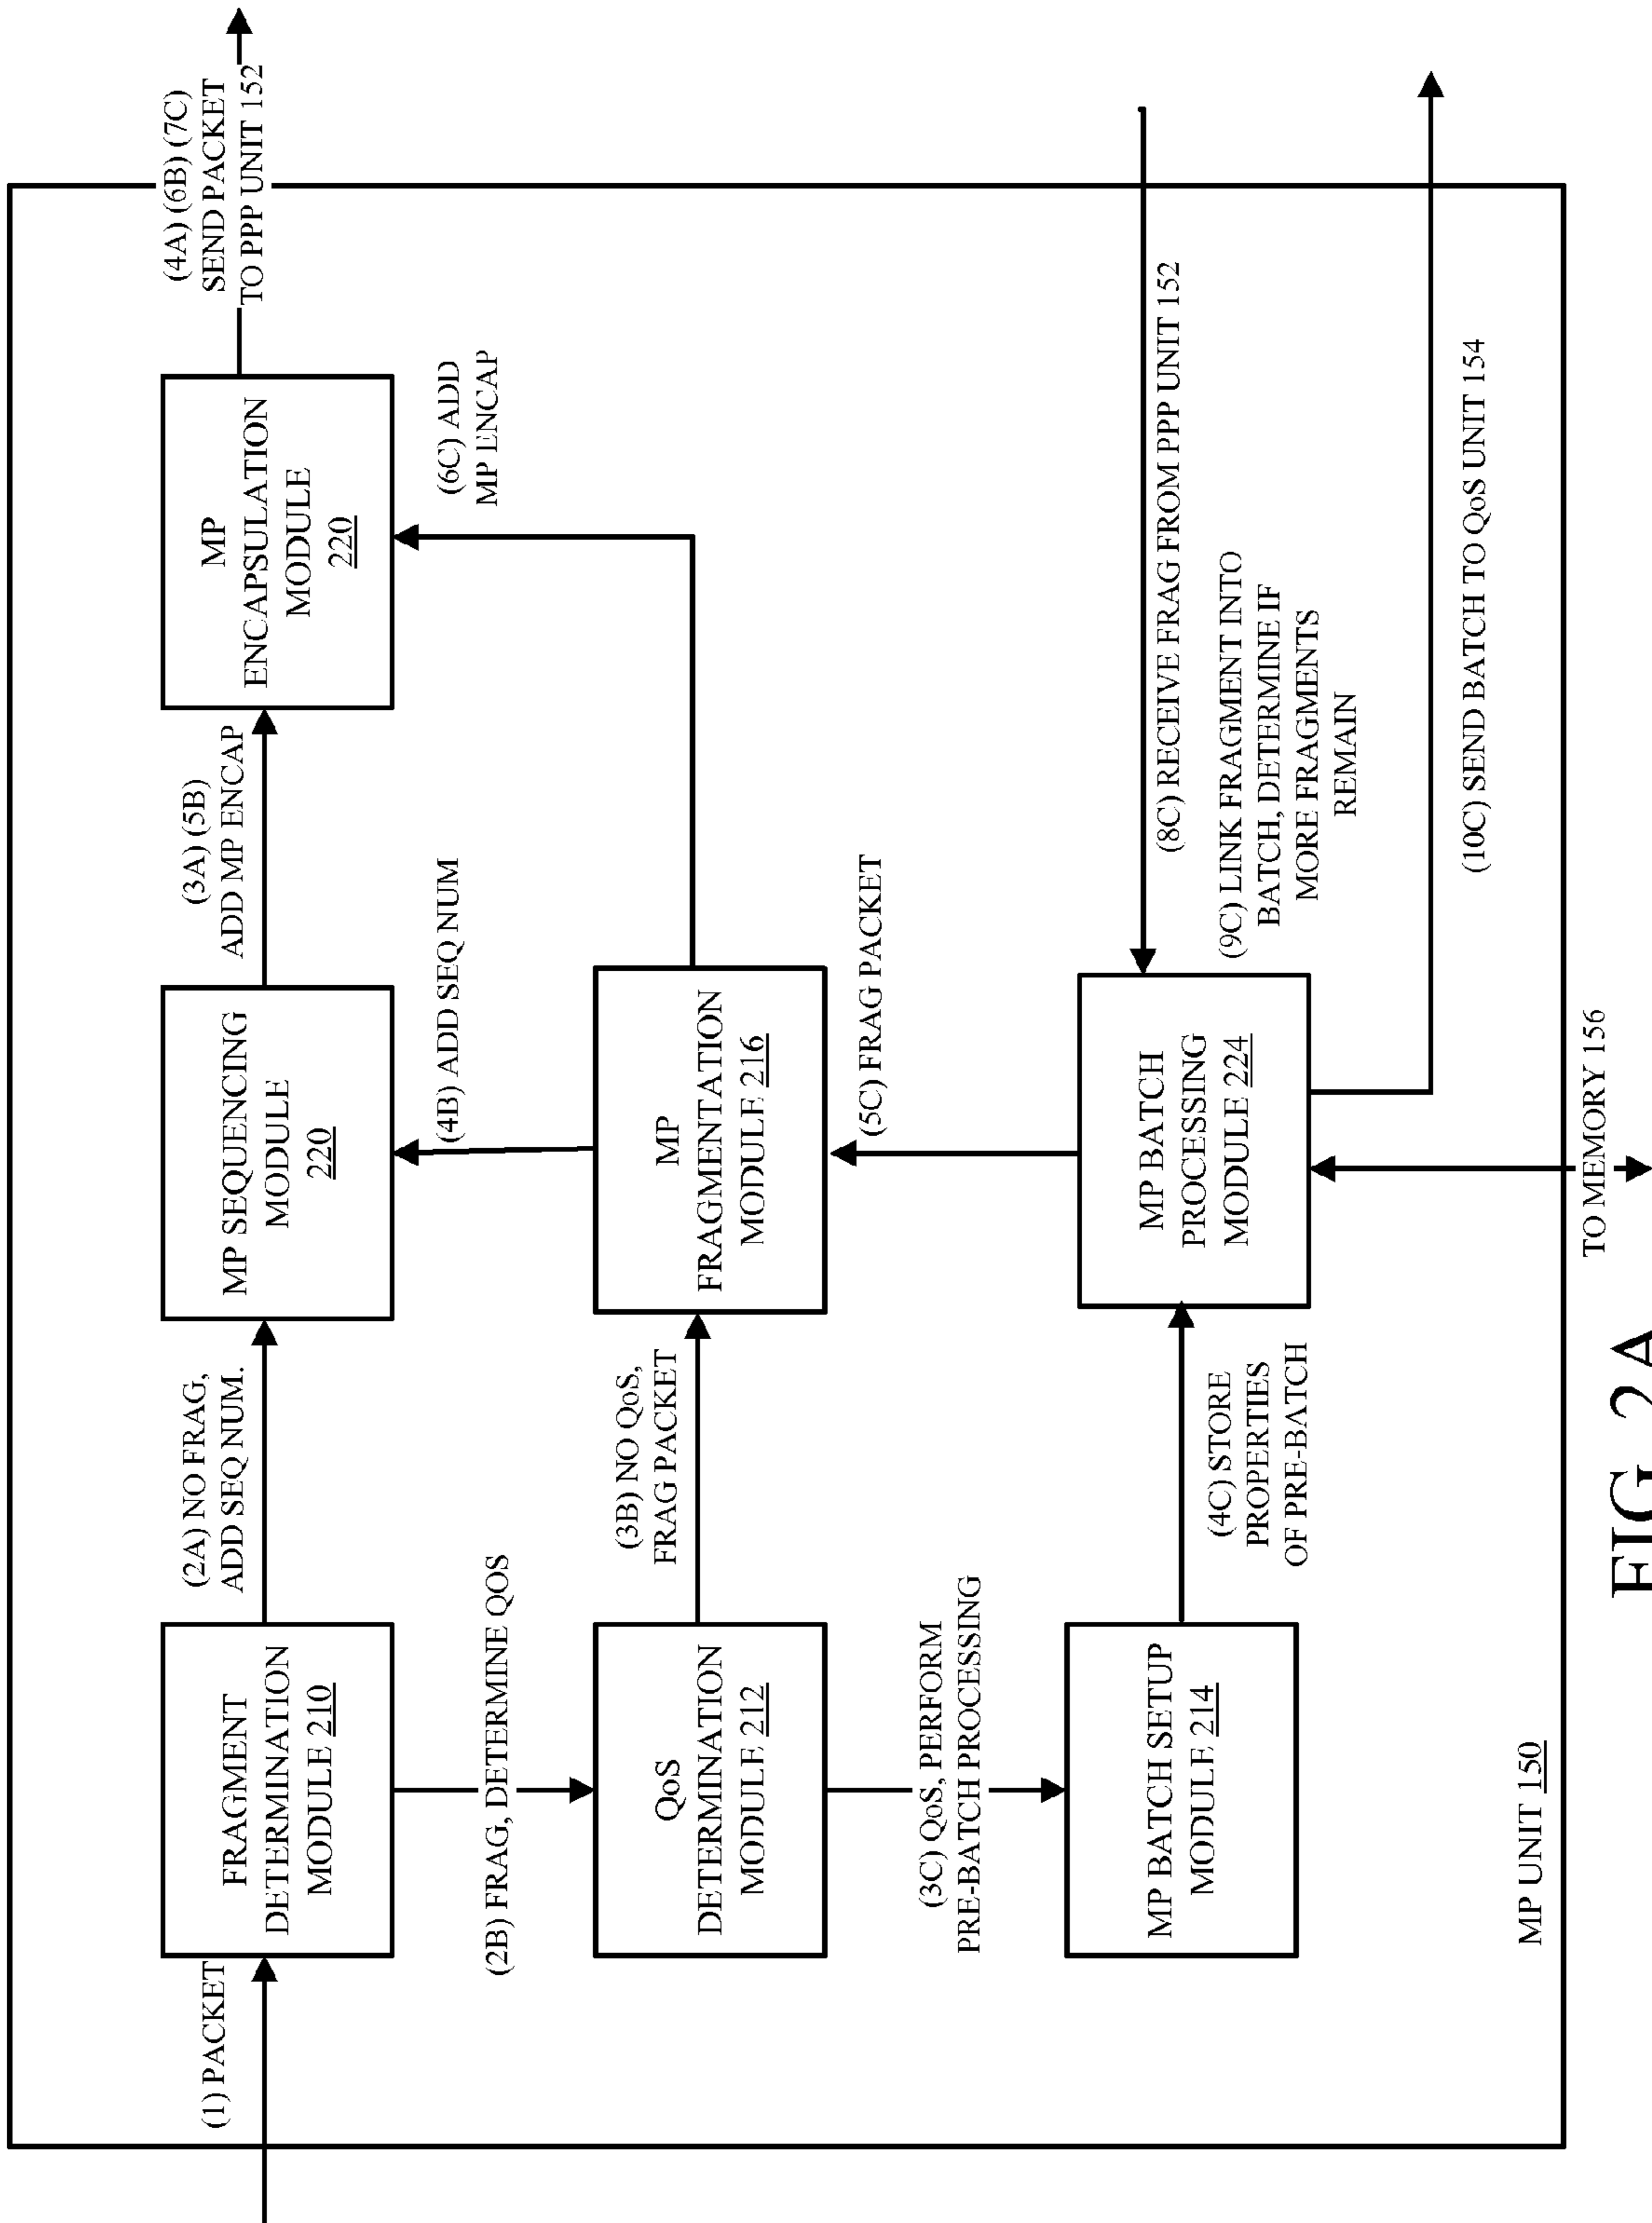 (1) PACKET
FRAGMENT
DETERMINATION
MODULE 210
(2A) NO FRAG,
ADD SEQ NUM.
MP SEQUENCING
MODULE
220
(3A) (5B)
ADD MP ENCAP
MP
ENCAPSULATION
MODULE
220
(4A) (6B) (7C)
SEND PACKET
TO PPP UNIT 152
(2B) FRAG, DETERMINE QOS
(4B) ADD SEQ NUM
(6C) ADD
MP ENCAP
QoS
DETERMINATION
MODULE 212
(3B) NO QoS,
FRAG PACKET
MP
FRAGMENTATION
MODULE 216
(3C) QoS, PERFORM
PRE-BATCH PROCESSING
(5C) FRAG PACKET
MP BATCH SETUP
MODULE 214
(4C) STORE
PROPERTIES
OF PRE-BATCH
MP BATCH
PROCESSING
MODULE 224
(8C) RECEIVE FRAG FROM PPP UNIT 152
(9C) LINK FRAGMENT INTO
BATCH, DETERMINE IF
MORE FRAGMENTS
REMAIN
(10C) SEND BATCH TO QoS UNIT 154
MP UNIT 150
TO MEMORY 156
FIG. 2A